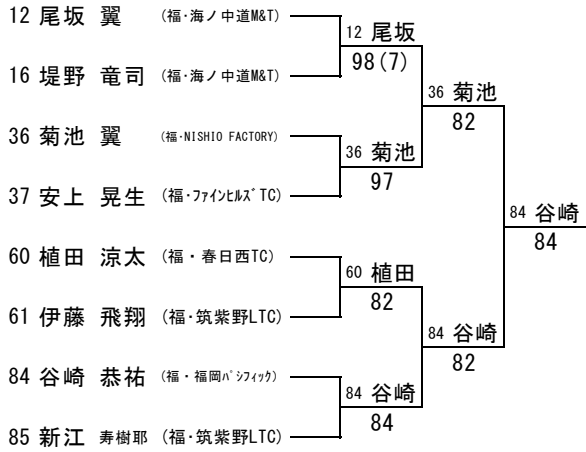 12 尾坂 翼 (福・海ノ中道M&T)
12 尾坂
98(7)
16 堤野 竜司 (福・海ノ中道M&T)
36 菊池
82
36 菊池 翼 (福・NISHIO FACTORY)
36 菊池
97
37 安上 晃生 (福・ファインヒルズTC)
84 谷崎
84
60 植田 涼太 (福・春日西TC)
60 植田
82
61 伊藤 飛翔 (福・筑紫野LTC)
84 谷崎
82
84 谷崎 恭祐 (福・福岡パシフィック)
84 谷崎
84
85 新江 寿樹耶 (福・筑紫野LTC)